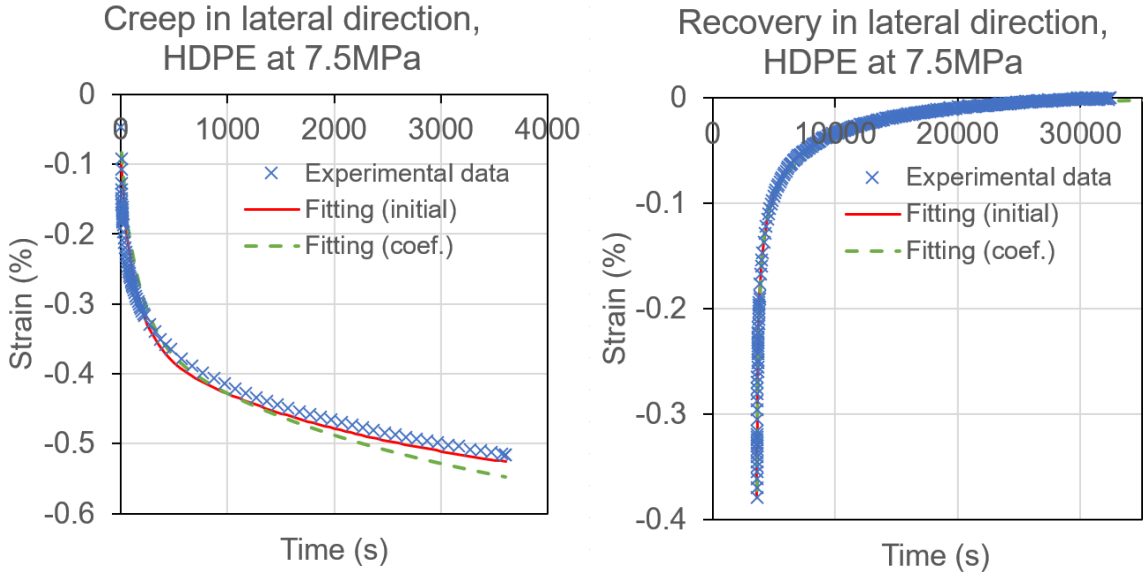 Creep in lateral direction,
HDPE at 7.5MPa
0
0 1000 2000 3000 4000
-0.1
-0.2
-0.3
-0.4
-0.5
-0.6
Experimental data
Fitting (initial)
Fitting (coef.)
Strain (%)
Time (s)
Recovery in lateral direction,
HDPE at 7.5MPa
0
0 10000 20000 30000
-0.1
-0.2
-0.3
-0.4
Experimental data
Fitting (initial)
Fitting (coef.)
Strain (%)
Time (s)